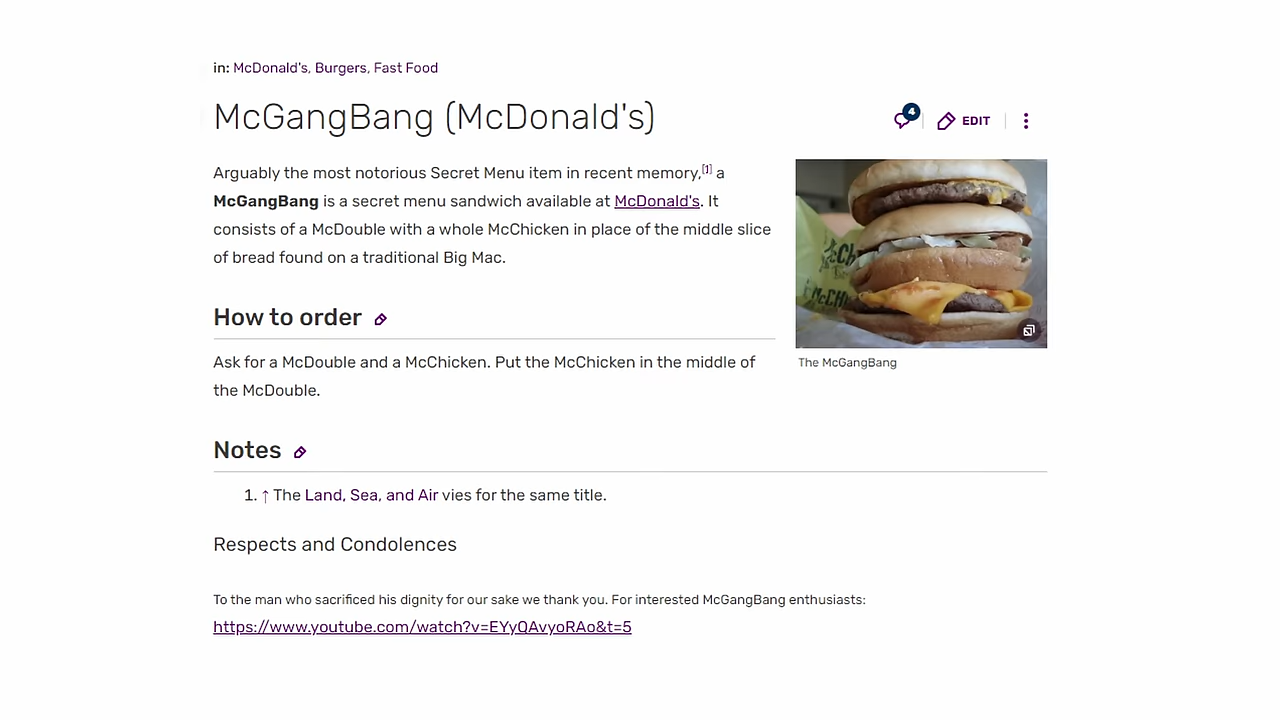 in: McDonald's, Burgers, Fast Food
McGangBang (McDonald's)
4
EDIT
Arguably the most notorious Secret Menu item in recent memory,[1] a
McGangBang is a secret menu sandwich available at McDonald's. It
consists of a McDouble with a whole McChicken in place of the middle slice
of bread found on a traditional Big Mac.
The McGangBang
How to order
Ask for a McDouble and a McChicken. Put the McChicken in the middle of
the McDouble.
Notes
1. ↑ The Land, Sea, and Air vies for the same title.
Respects and Condolences
To the man who sacrificed his dignity for our sake we thank you. For interested McGangBang enthusiasts:
https://www.youtube.com/watch?v=EYyQAvyoRAo&t=5